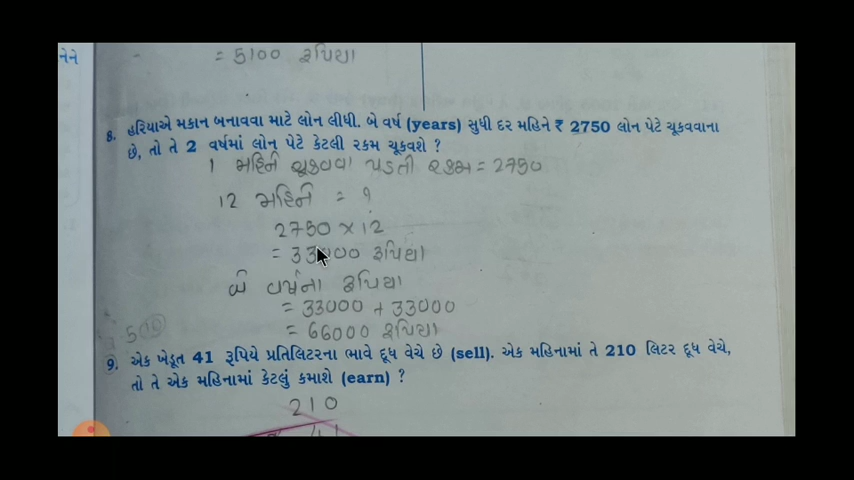 નેને
= 5100 રૂપિયા
8. હરિયાએ મકાન બનાવવા માટે લોન લીધી. બે વર્ષ (years) સુધી દર મહિને ₹ 2750 લોન પેટે ચૂકવવાના
છે, તો તે 2 વર્ષમાં લોન પેટે કેટલી રકમ ચૂકવશે ?
1 મહિને ચૂકવવા પડતી રકમ = 2750
12 મહિને = ?
2750 × 12
= 33000 રૂપિયા
બે વર્ષના રૂપિયા
= 33000 + 33000
= 66000 રૂપિયા
9. એક ખેડૂત 41 રૂપિયે પ્રતિલિટરના ભાવે દૂધ વેચે છે (sell). એક મહિનામાં તે 210 લિટર દૂધ વેચે,
તો તે એક મહિનામાં કેટલું કમાશે (earn) ?
210